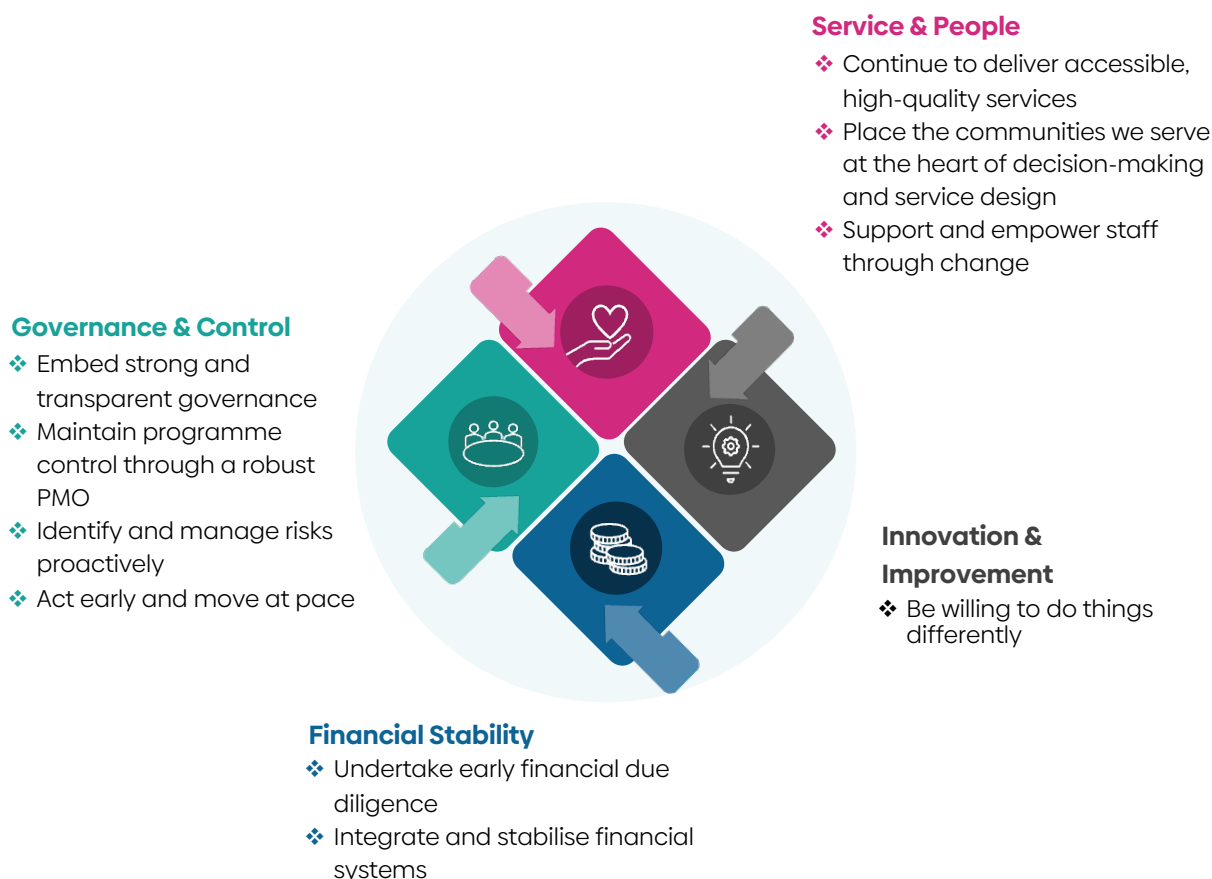 Service & People
❖ Continue to deliver accessible,
high-quality services
❖ Place the communities we serve
at the heart of decision-making
and service design
❖ Support and empower staff
through change
Governance & Control
❖ Embed strong and
transparent governance
❖ Maintain programme
control through a robust
PMO
❖ Identify and manage risks
proactively
❖ Act early and move at pace
Innovation &
Improvement
❖ Be willing to do things
differently
Financial Stability
❖ Undertake early financial due
diligence
❖ Integrate and stabilise financial
systems